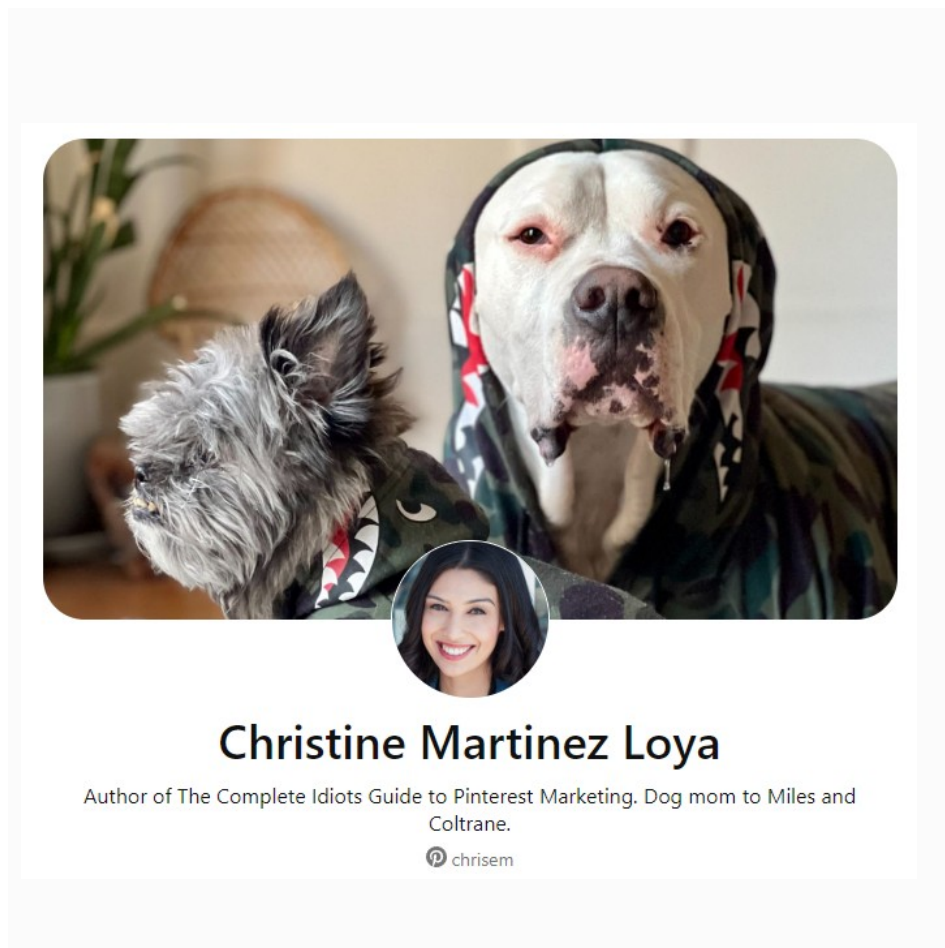 Christine Martinez Loya
Author of The Complete Idiots Guide to Pinterest Marketing. Dog mom to Miles and
Coltrane.
chrisem